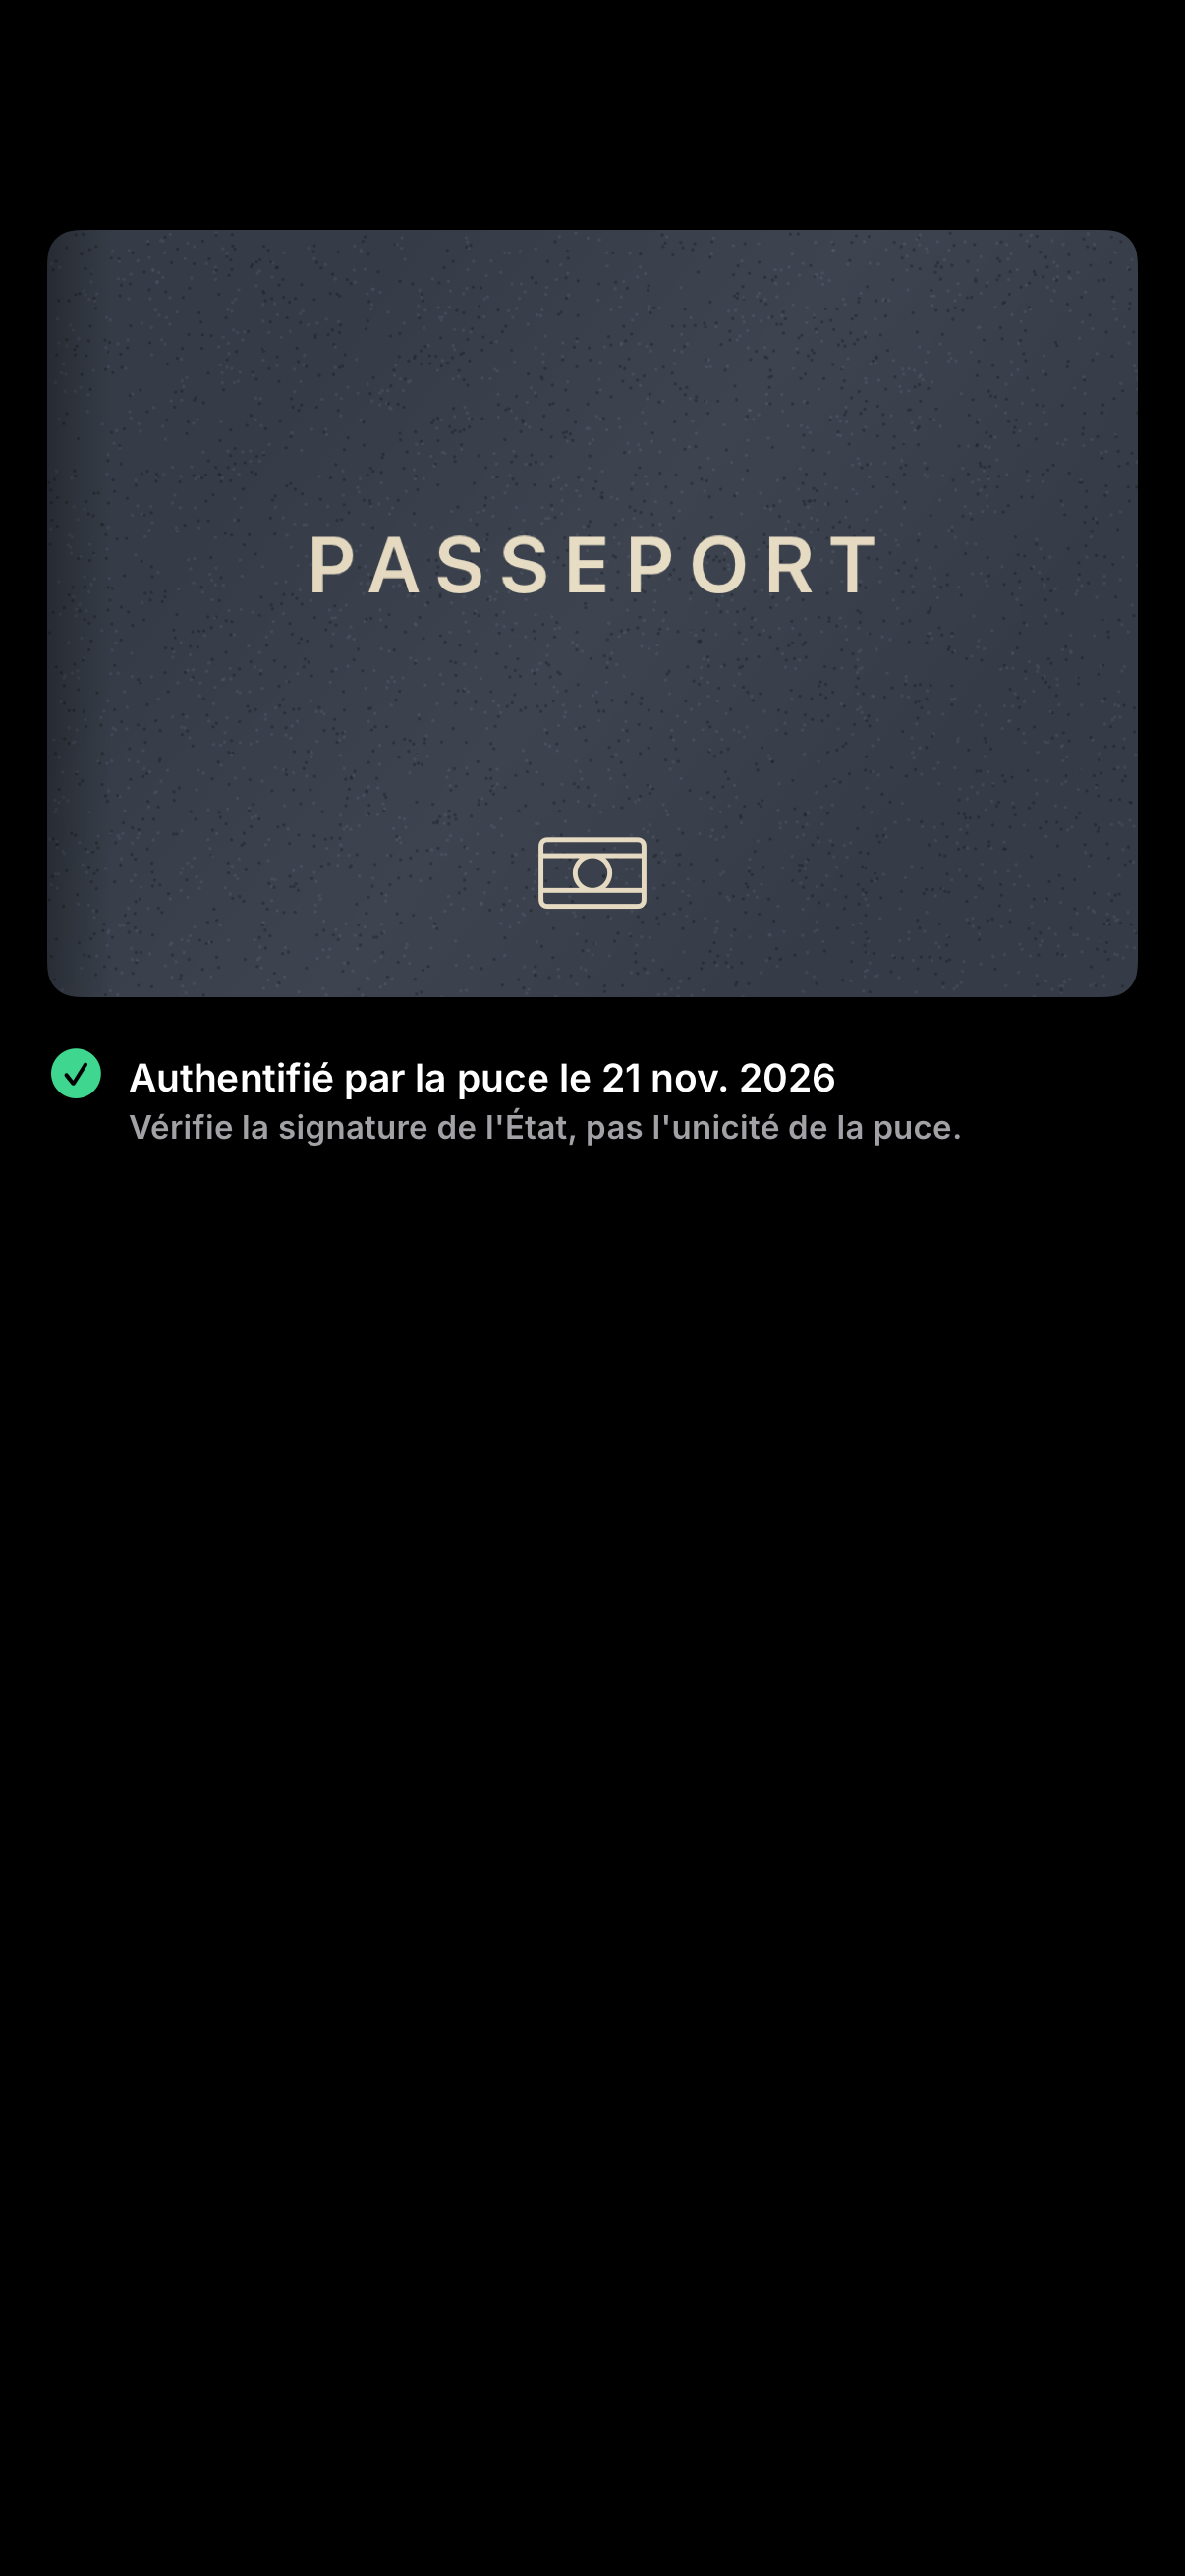 PASSEPORT
Authentifié par la puce le 21 nov. 2026
Vérifie la signature de l'État, pas l'unicité de la puce.